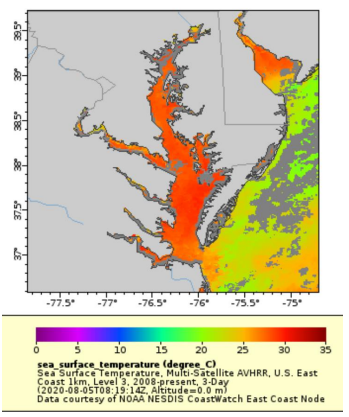 39.5°
39°
38.5°
38°
37.5°
37°
-77.5° -77° -76.5° -76° -75.5° -75°
0 5 10 15 20 25 30 35
sea_surface_temperature (degree_C)
Sea Surface Temperature, Multi-Satellite AVHRR, U.S. East
Coast 1km, Level 3, 2008-present, 3-Day
(2020-08-05T08:19:14Z, Altitude=0.0 m)
Data courtesy of NOAA NESDIS CoastWatch East Coast Node